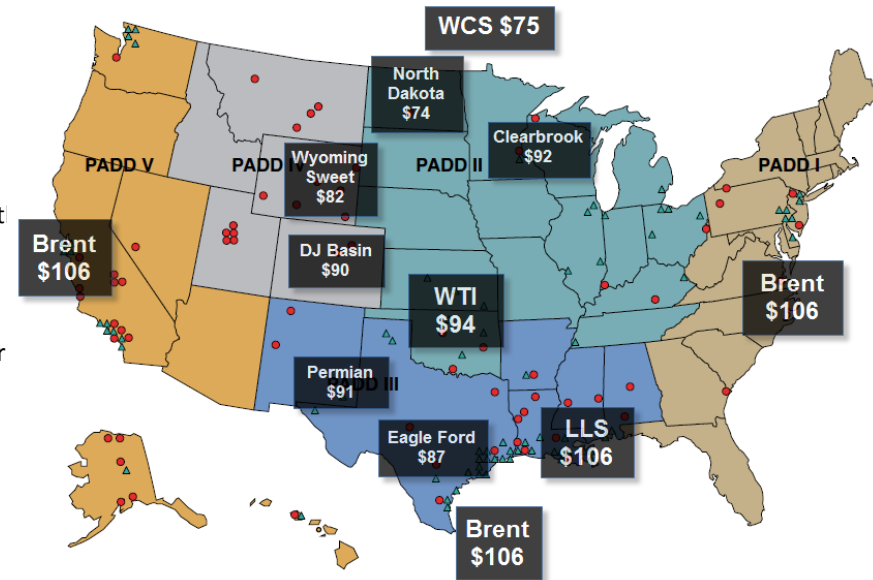 WCS $75
North
Dakota
$74
Clearbrook
$92
PADD V
PADD IV
PADD II
PADD I
Wyoming
Sweet
$82
Brent
$106
DJ Basin
$90
WTI
$94
Brent
$106
Permian
$91
PADD III
Eagle Ford
$87
LLS
$106
Brent
$106